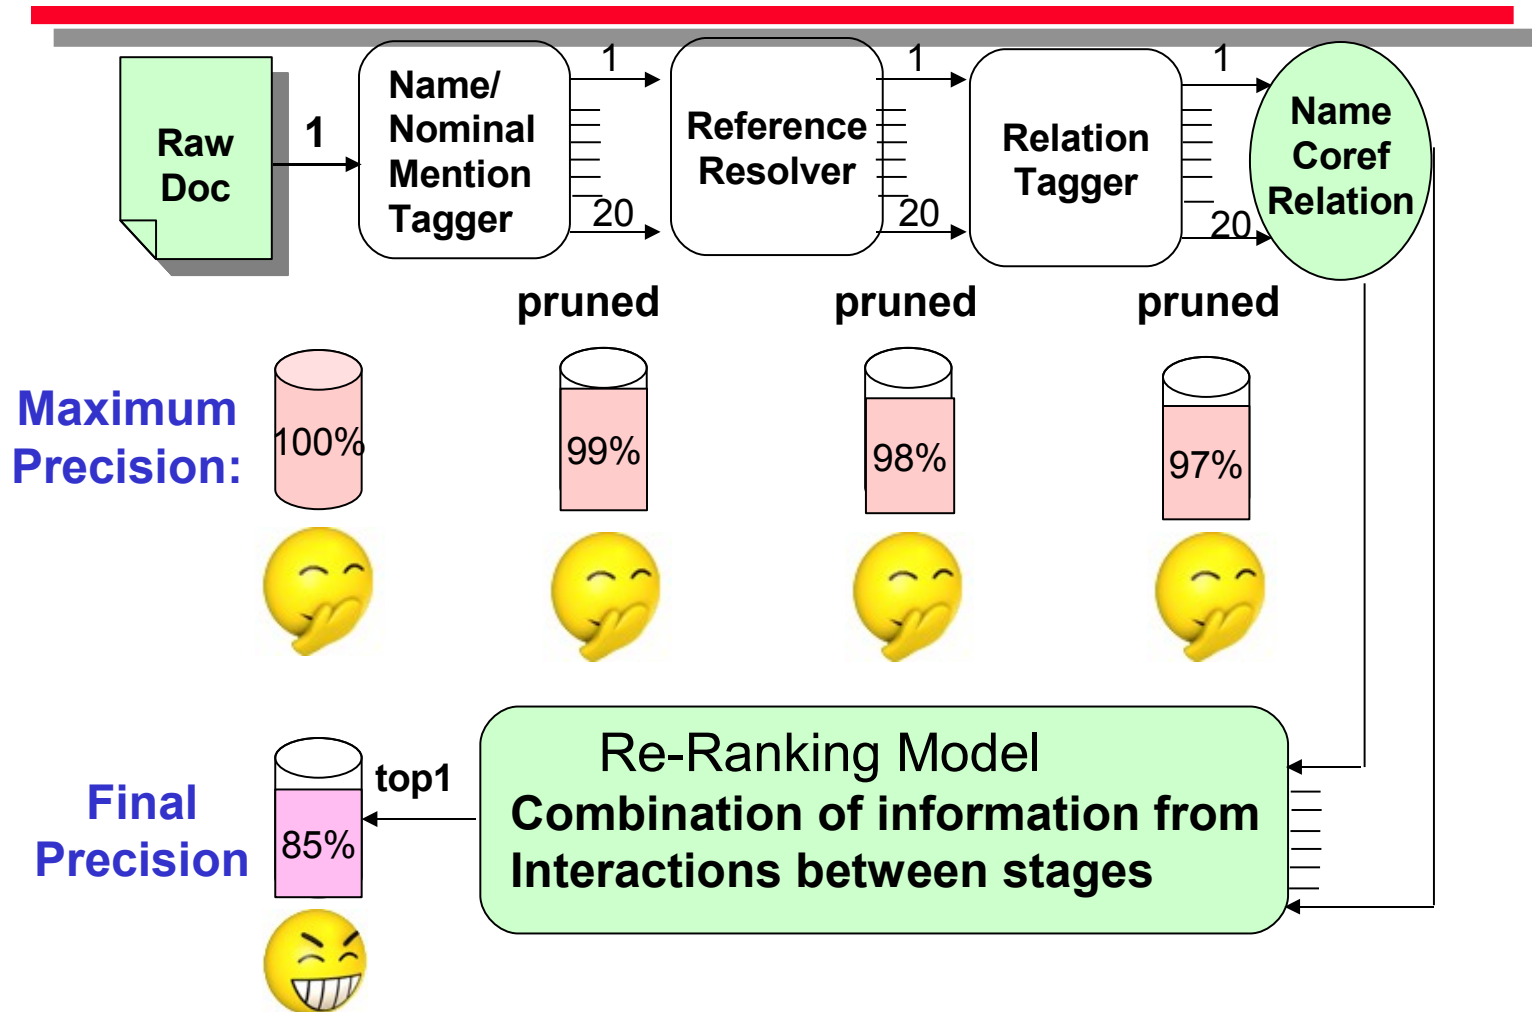 Raw
Doc
1
Name/
Nominal
Mention
Tagger
1
20
Reference
Resolver
1
20
Relation
Tagger
1
20
Name
Coref
Relation
pruned
pruned
pruned
Maximum
Precision:
100%
99%
98%
97%
Final
Precision
85%
top1
Re-Ranking Model
Combination of information from
Interactions between stages